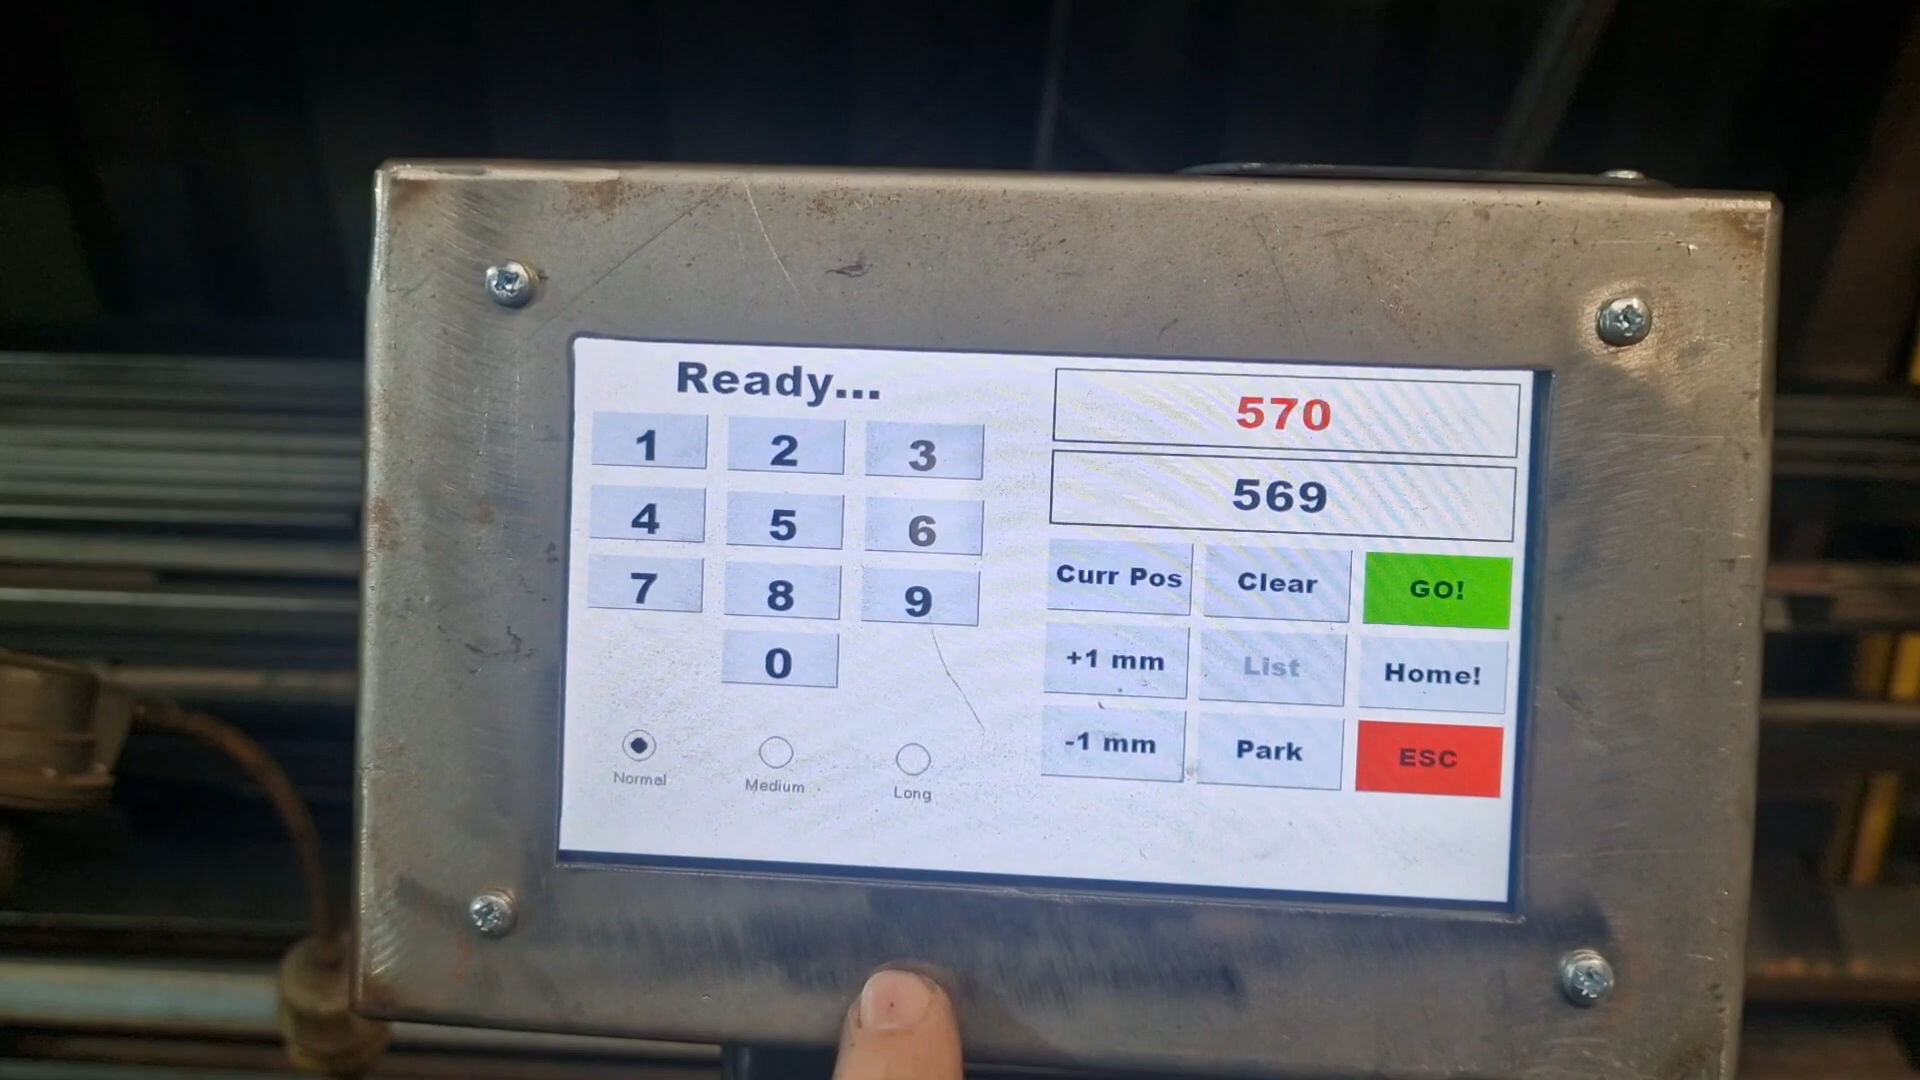 Ready...
1 2 3
4 5 6
7 8 9
0
Normal Medium Long
570
569
Curr Pos Clear GO!
+1 mm List Home!
-1 mm Park ESC